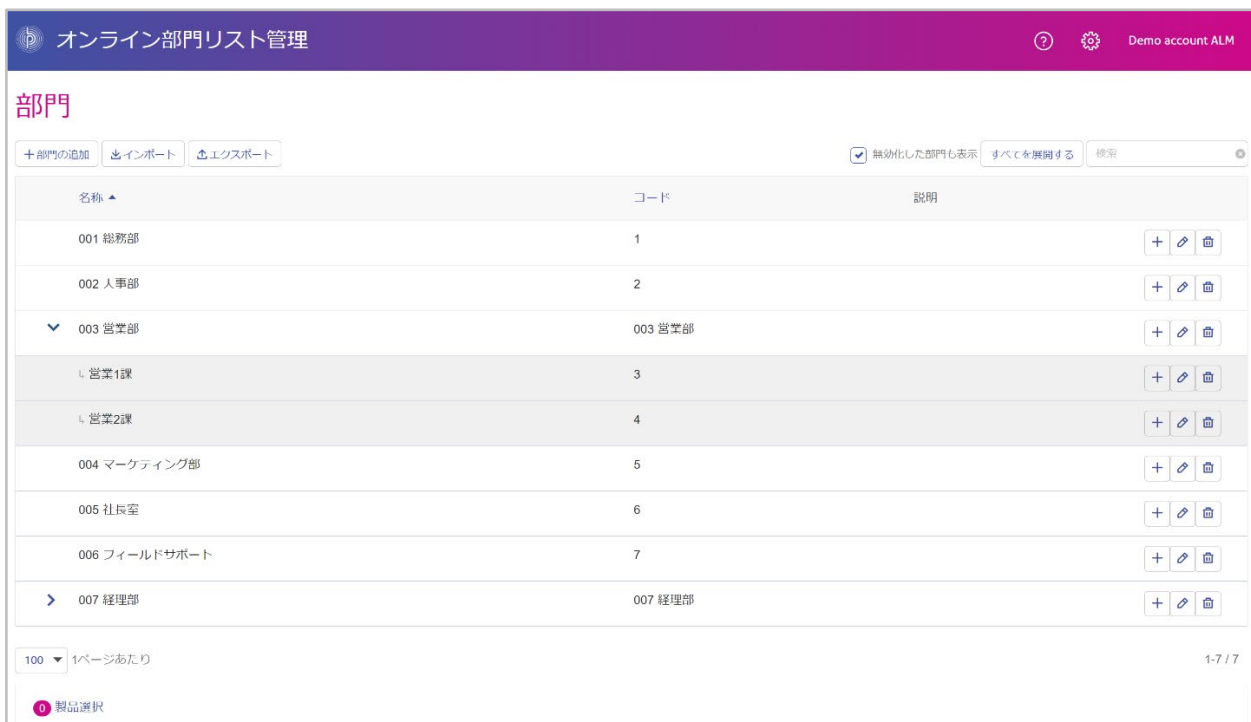 オンライン部門リスト管理 Demo account ALM
部門
部門の追加 インポート エクスポート 無効化した部門も表示 すべてを展開する 検索
名称 コード 説明
001 総務部 1
002 人事部 2
003 営業部 003 営業部
営業1課 3
営業2課 4
004 マーケティング部 5
005 社長室 6
006 フィールドサポート 7
007 経理部 007 経理部
100 1ページあたり 1-7 / 7
0 製品選択